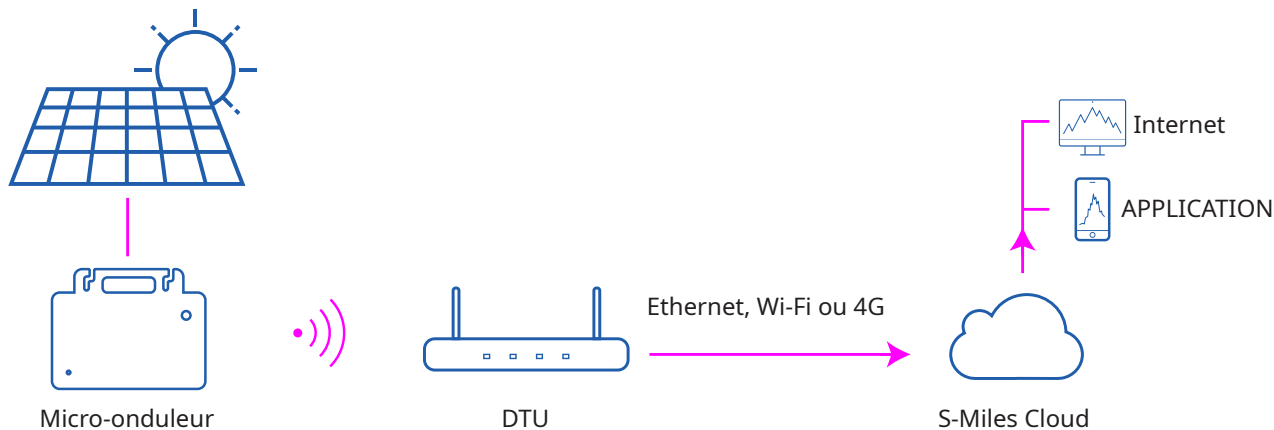 Internet
APPLICATION
Ethernet, Wi-Fi ou 4G
Micro-onduleur
DTU
S-Miles Cloud